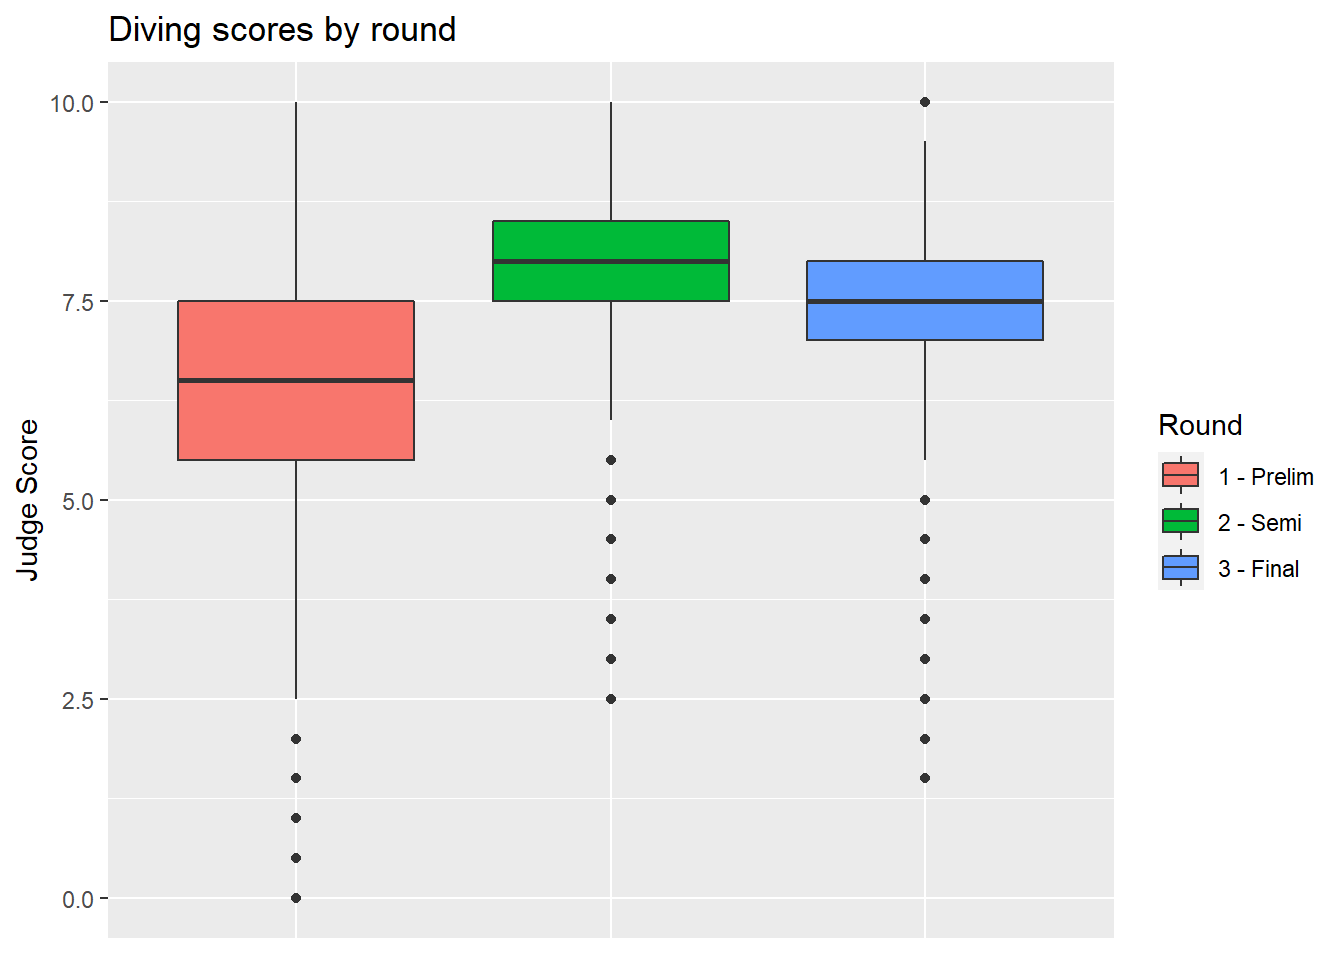 Diving scores by round
10.0
7.5
5.0
2.5
0.0
Judge Score
Round
1 - Prelim
2 - Semi
3 - Final